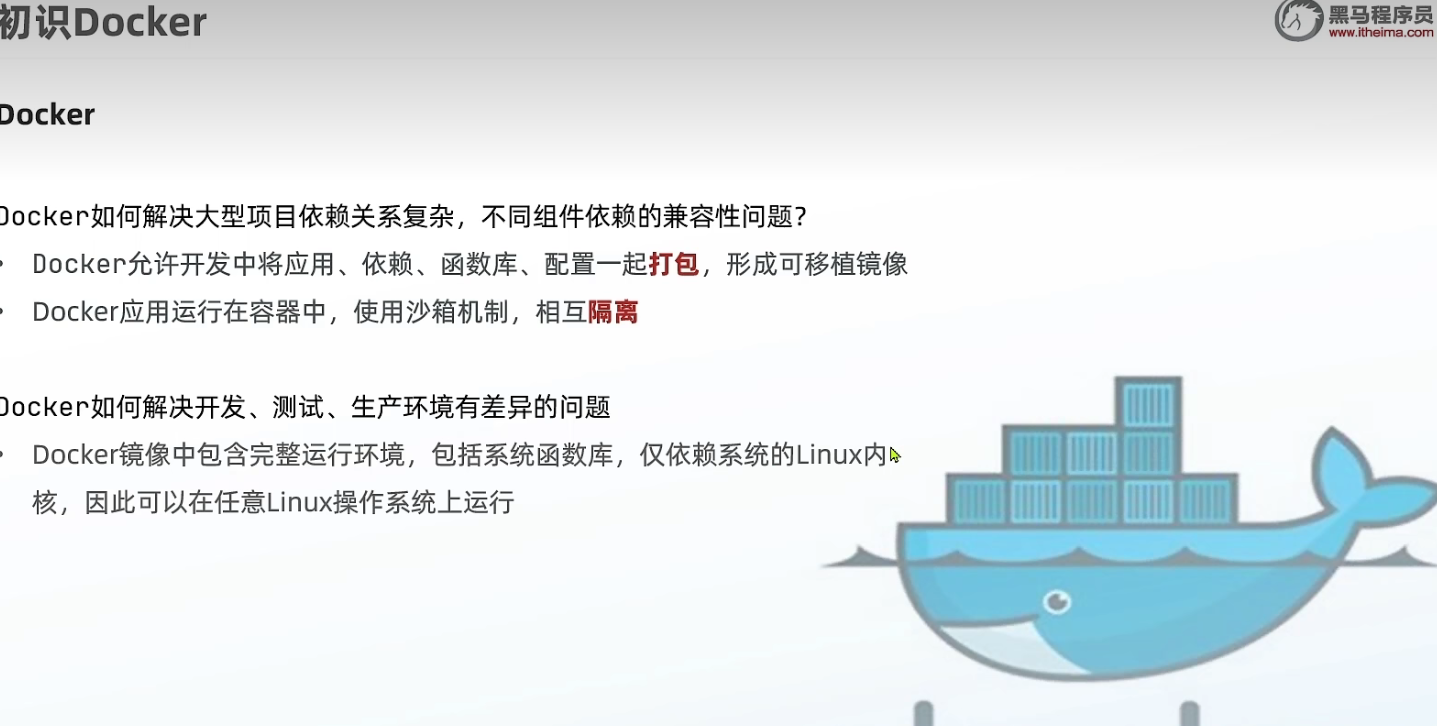 初识Docker
黑马程序员
www.itheima.com
Docker
Docker如何解决大型项目依赖关系复杂，不同组件依赖的兼容性问题？
• Docker允许开发中将应用、依赖、函数库、配置一起打包，形成可移植镜像
• Docker应用运行在容器中，使用沙箱机制，相互隔离
Docker如何解决开发、测试、生产环境有差异的问题
• Docker镜像中包含完整运行环境，包括系统函数库，仅依赖系统的Linux内
核，因此可以在任意Linux操作系统上运行